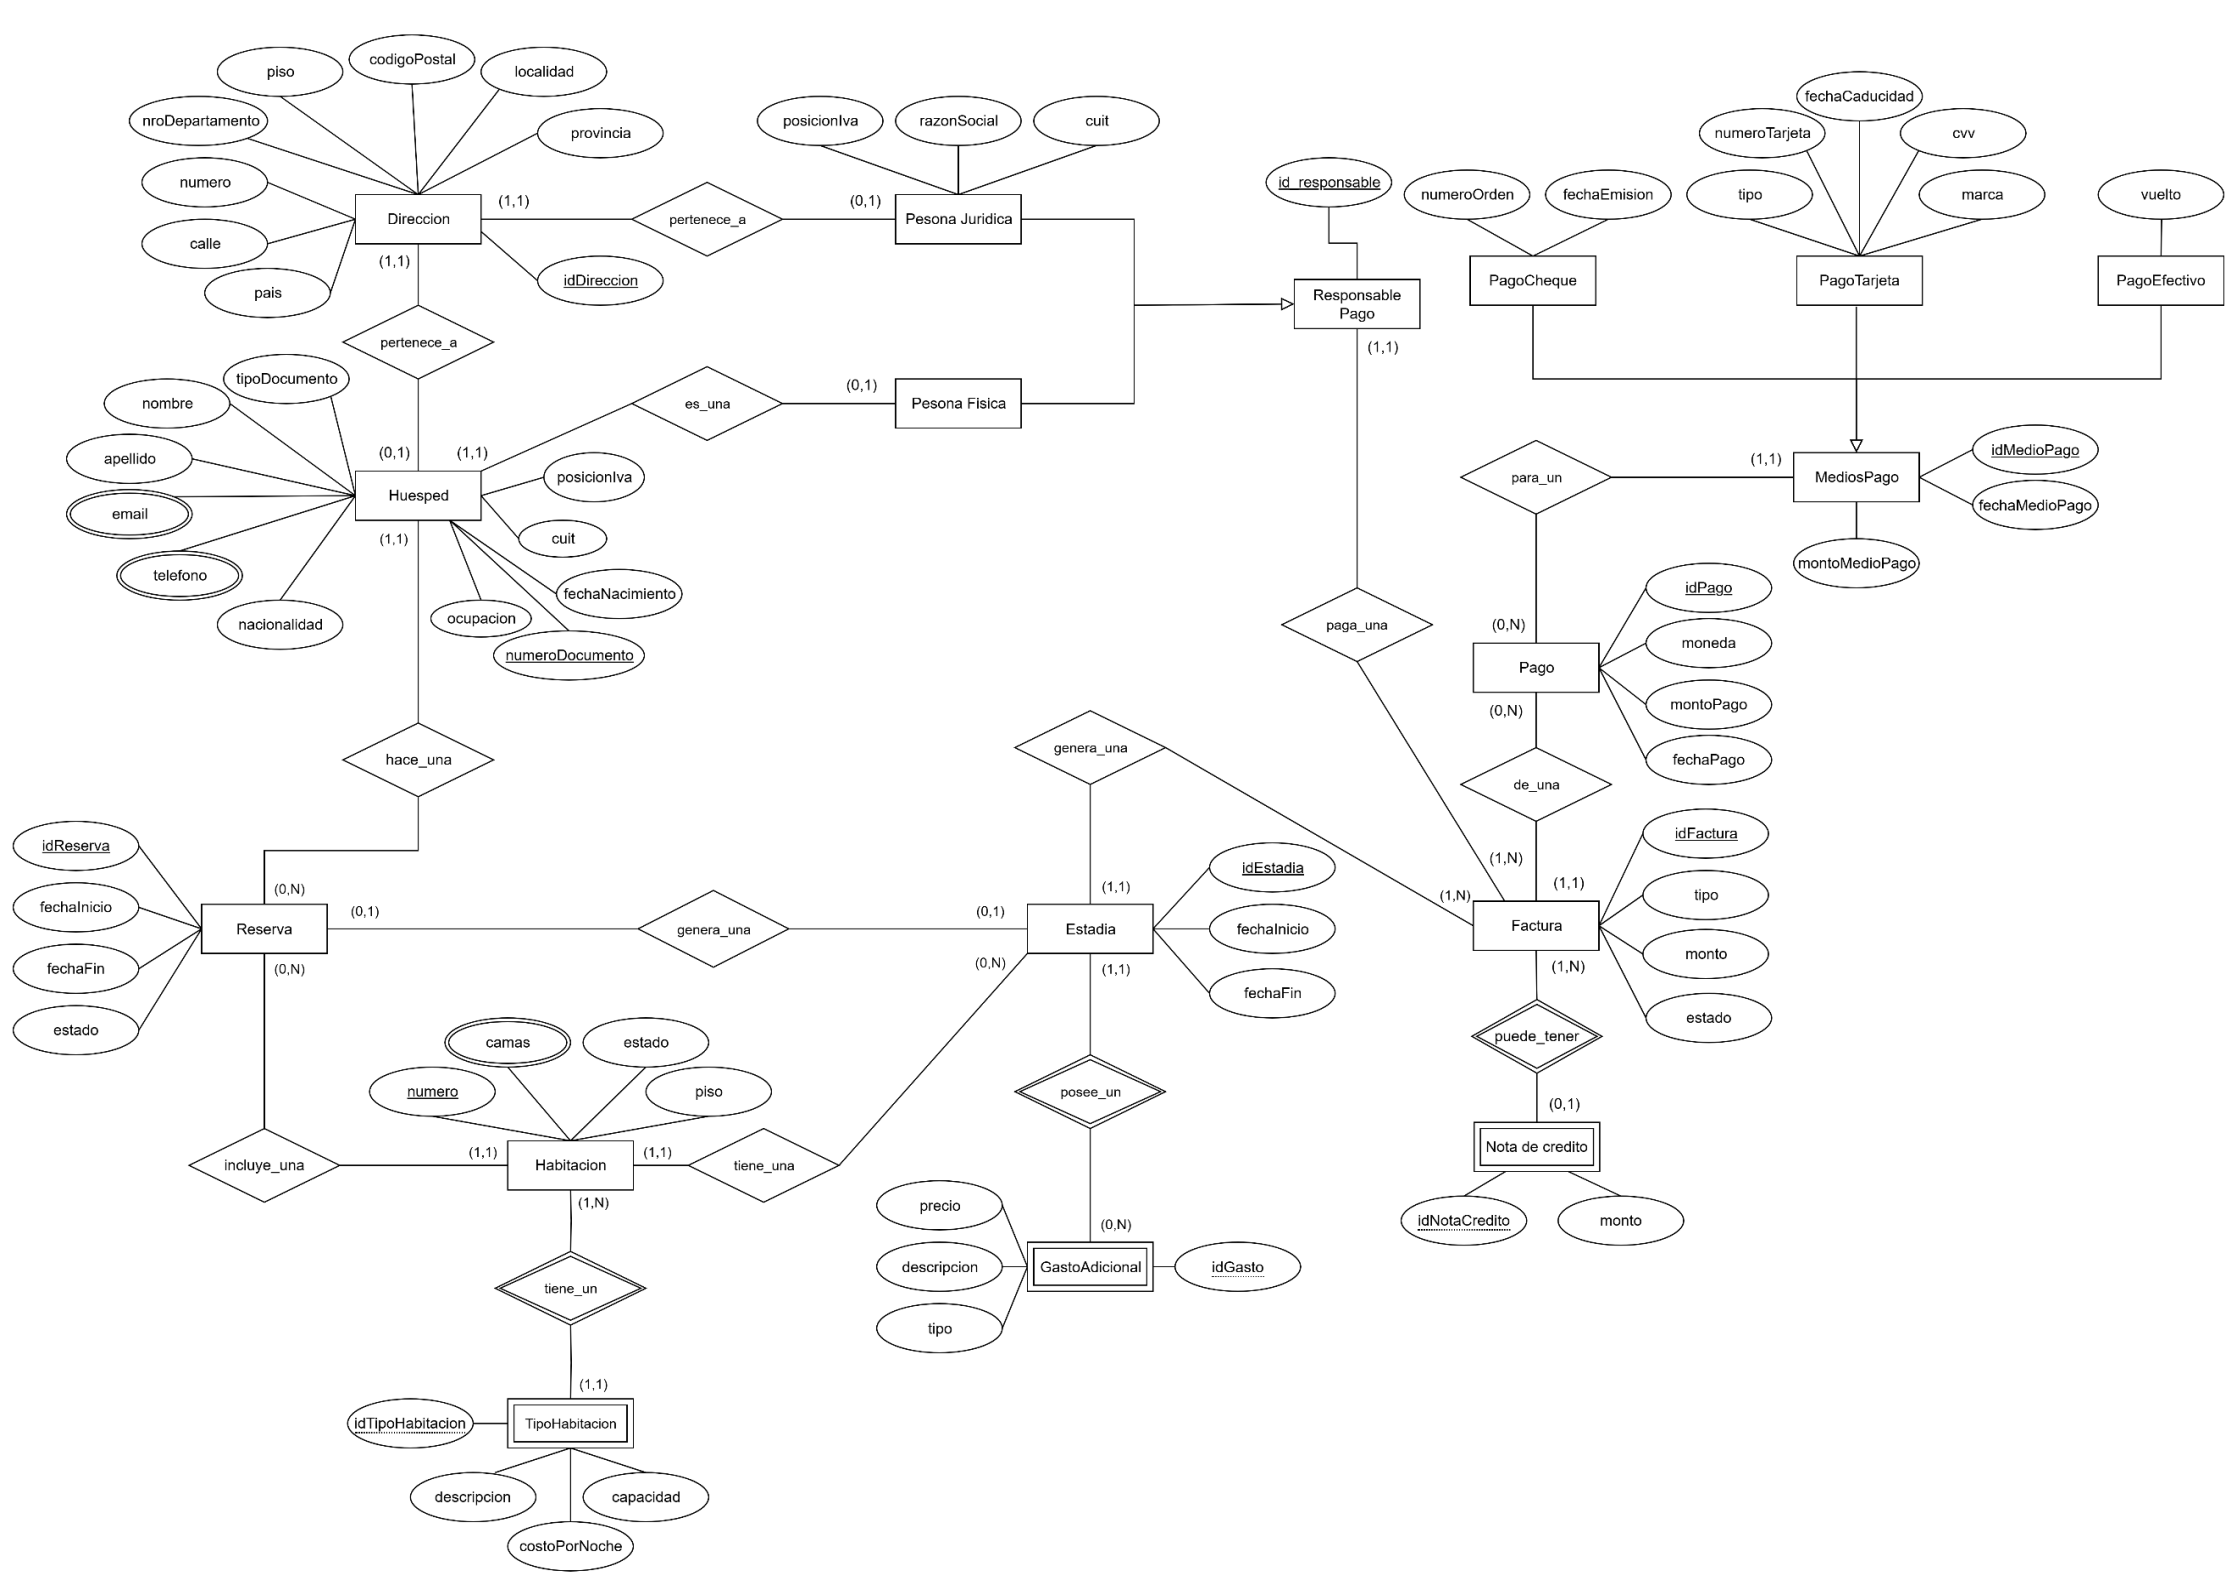 codigoPostal
piso
localidad
nroDepartamento
provincia
numero
calle
pais
Direccion
(1,1)
pertenece_a
(0,1)
idDireccion
(1,1)
pertenece_a
posicionIva
razonSocial
cuit
Pesona Juridica
id_responsable
Responsable
Pago
(1,1)
numeroOrden
fechaEmision
PagoCheque
fechaCaducidad
numeroTarjeta
cvv
tipo
marca
PagoTarjeta
vuelto
PagoEfectivo
tipoDocumento
nombre
apellido
email
telefono
nacionalidad
(0,1)
(1,1)
Huesped
(1,1)
es_una
(0,1)
Pesona Fisica
posicionIva
cuit
fechaNacimiento
ocupacion
numeroDocumento
para_un
(1,1)
MediosPago
idMedioPago
fechaMedioPago
montoMedioPago
paga_una
(0,N)
Pago
(0,N)
idPago
moneda
montoPago
fechaPago
hace_una
genera_una
de_una
idReserva
fechaInicio
fechaFin
estado
(0,N)
Reserva
(0,1)
(0,N)
genera_una
(0,1)
(1,1)
Estadia
(0,N)
(1,1)
idEstadia
fechaInicio
fechaFin
(1,N)
(1,N)
(1,1)
Factura
(1,N)
idFactura
tipo
monto
estado
camas
estado
numero
piso
incluye_una
(1,1)
Habitacion
(1,1)
tiene_una
(1,N)
posee_un
puede_tener
(0,1)
Nota de credito
idNotaCredito
monto
tiene_un
precio
descripcion
tipo
(0,N)
GastoAdicional
idGasto
(1,1)
idTipoHabitacion
TipoHabitacion
descripcion
capacidad
costoPorNoche